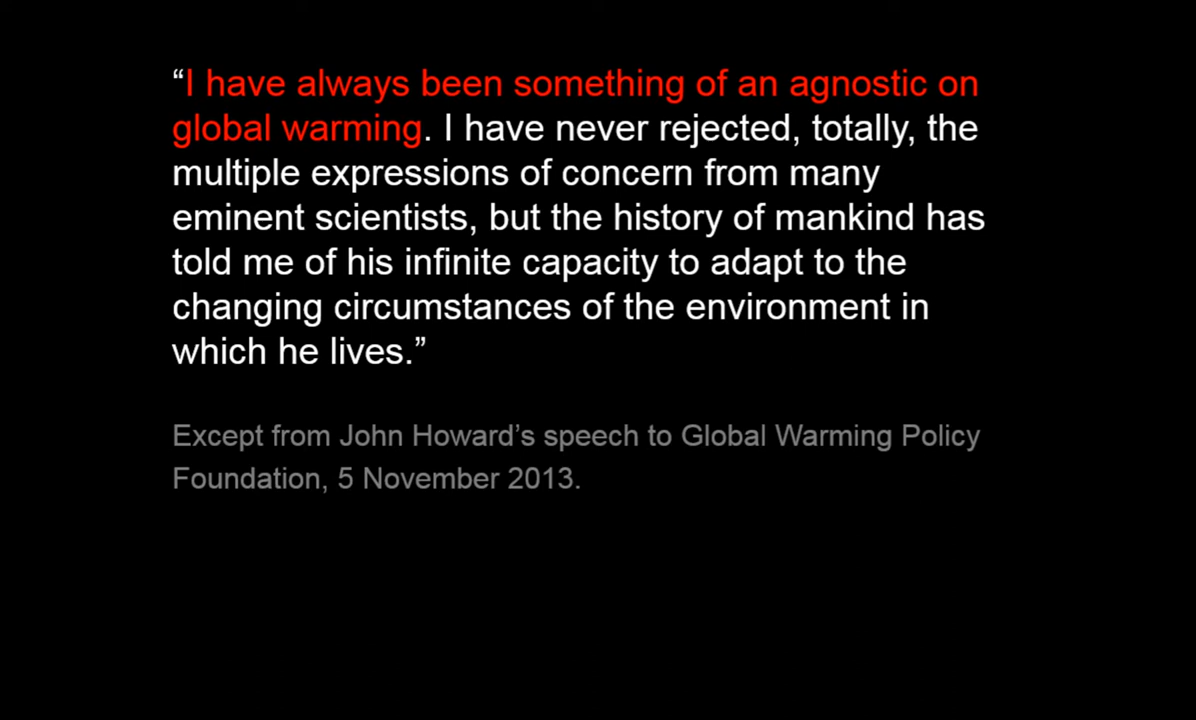 “I have always been something of an agnostic on
global warming. I have never rejected, totally, the
multiple expressions of concern from many
eminent scientists, but the history of mankind has
told me of his infinite capacity to adapt to the
changing circumstances of the environment in
which he lives.”
Except from John Howard’s speech to Global Warming Policy
Foundation, 5 November 2013.